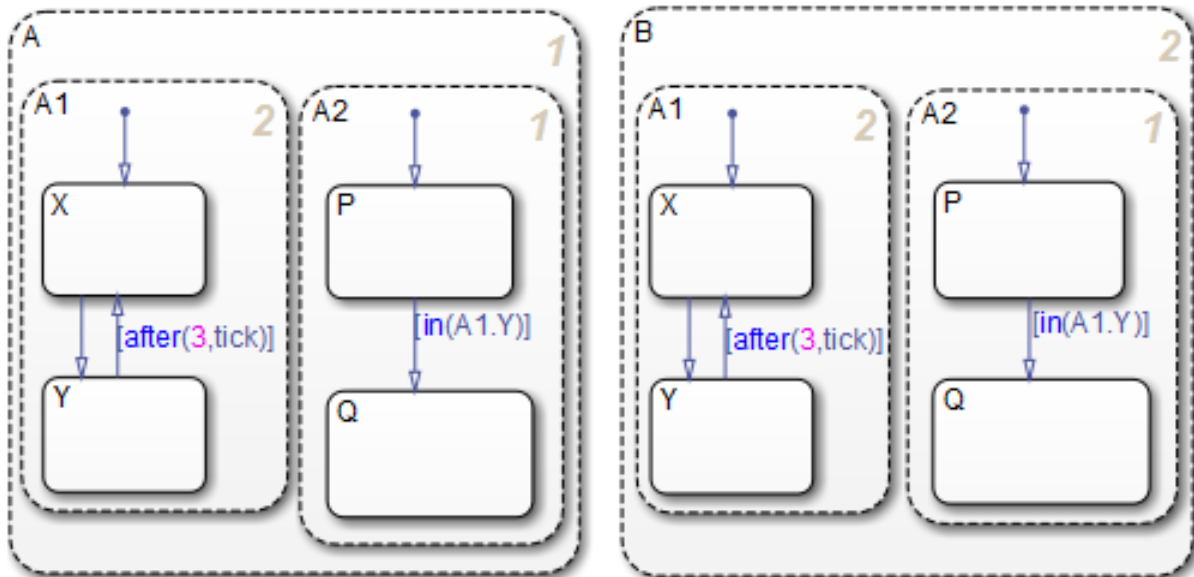 A
1
A1
2
X
[after(3,tick)]
Y
A2
1
P
[in(A1.Y)]
Q
B
2
A1
2
X
[after(3,tick)]
Y
A2
1
P
[in(A1.Y)]
Q